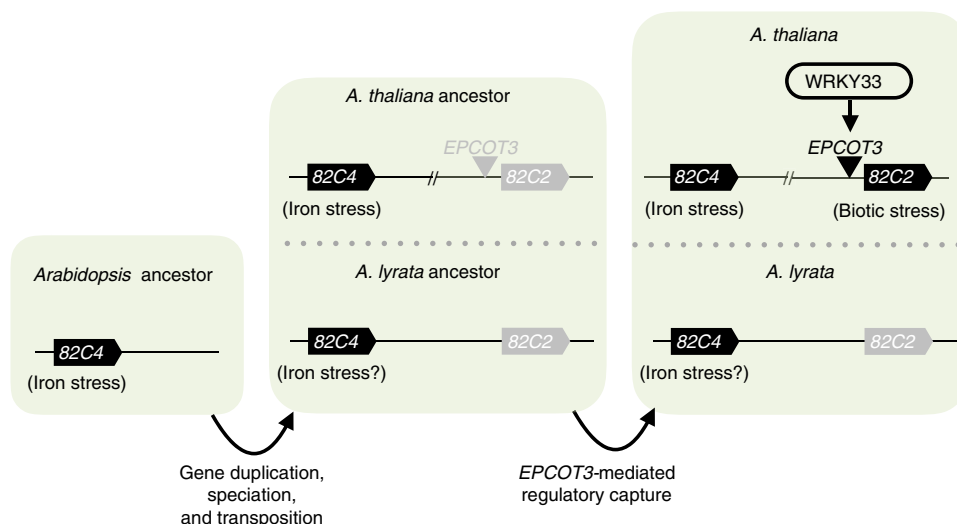 Arabidopsis ancestor
82C4
(Iron stress)
Gene duplication,
speciation,
and transposition
A. thaliana ancestor
EPCOT3
82C4
82C2
(Iron stress)
A. lyrata ancestor
82C4
82C2
(Iron stress?)
EPCOT3-mediated
regulatory capture
A. thaliana
WRKY33
EPCOT3
82C4
82C2
(Iron stress)
(Biotic stress)
A. lyrata
82C4
82C2
(Iron stress?)